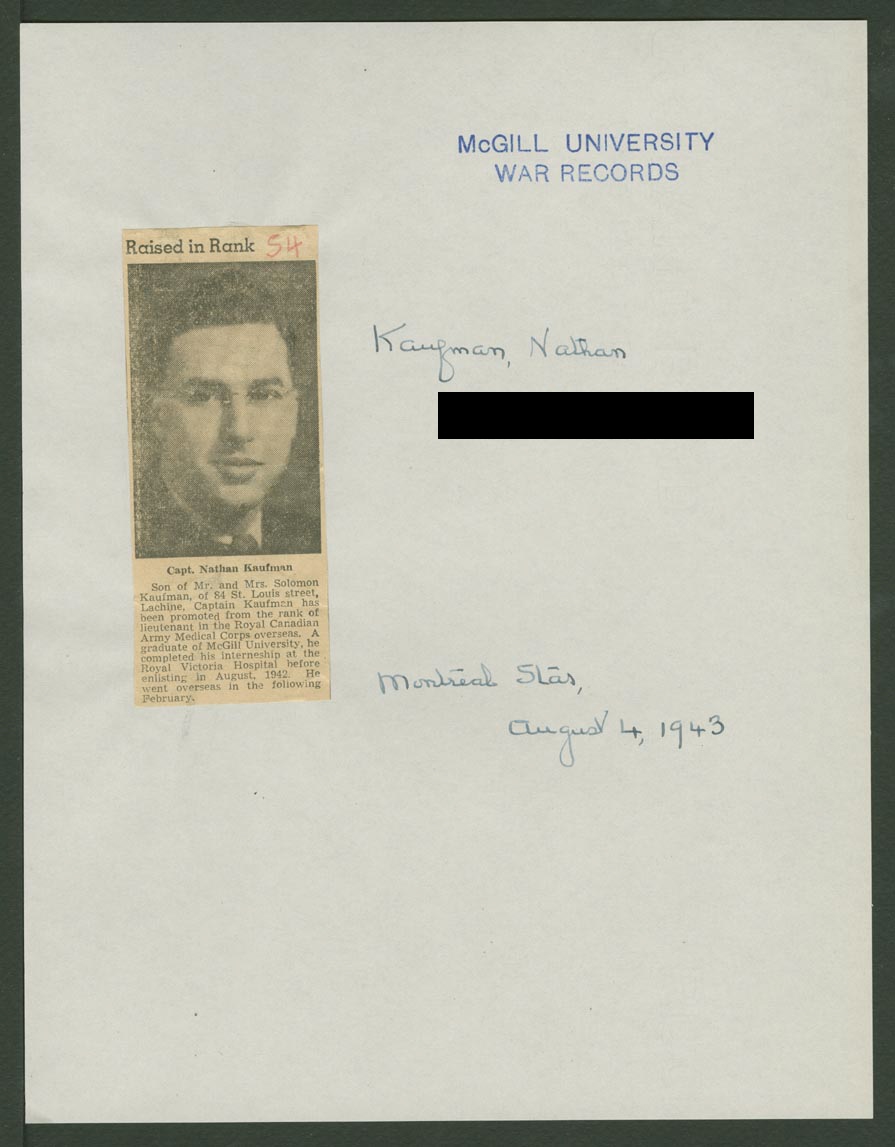 McGILL UNIVERSITY
WAR RECORDS
Raised in Rank 54
Kaufman, Nathan
Capt. Nathan Kaufman
Son of Mr. and Mrs. Solomon
Kaufman, of 84 St. Louis street,
Lachine, Captain Kaufman has
been promoted from the rank of
lieutenant in the Royal Canadian
Army Medical Corps overseas. A
graduate of McGill University, he
completed his interneship at the
Royal Victoria Hospital before
enlisting in August, 1942. He
went overseas in the following
February.
Montreal Star,
August 4, 1943